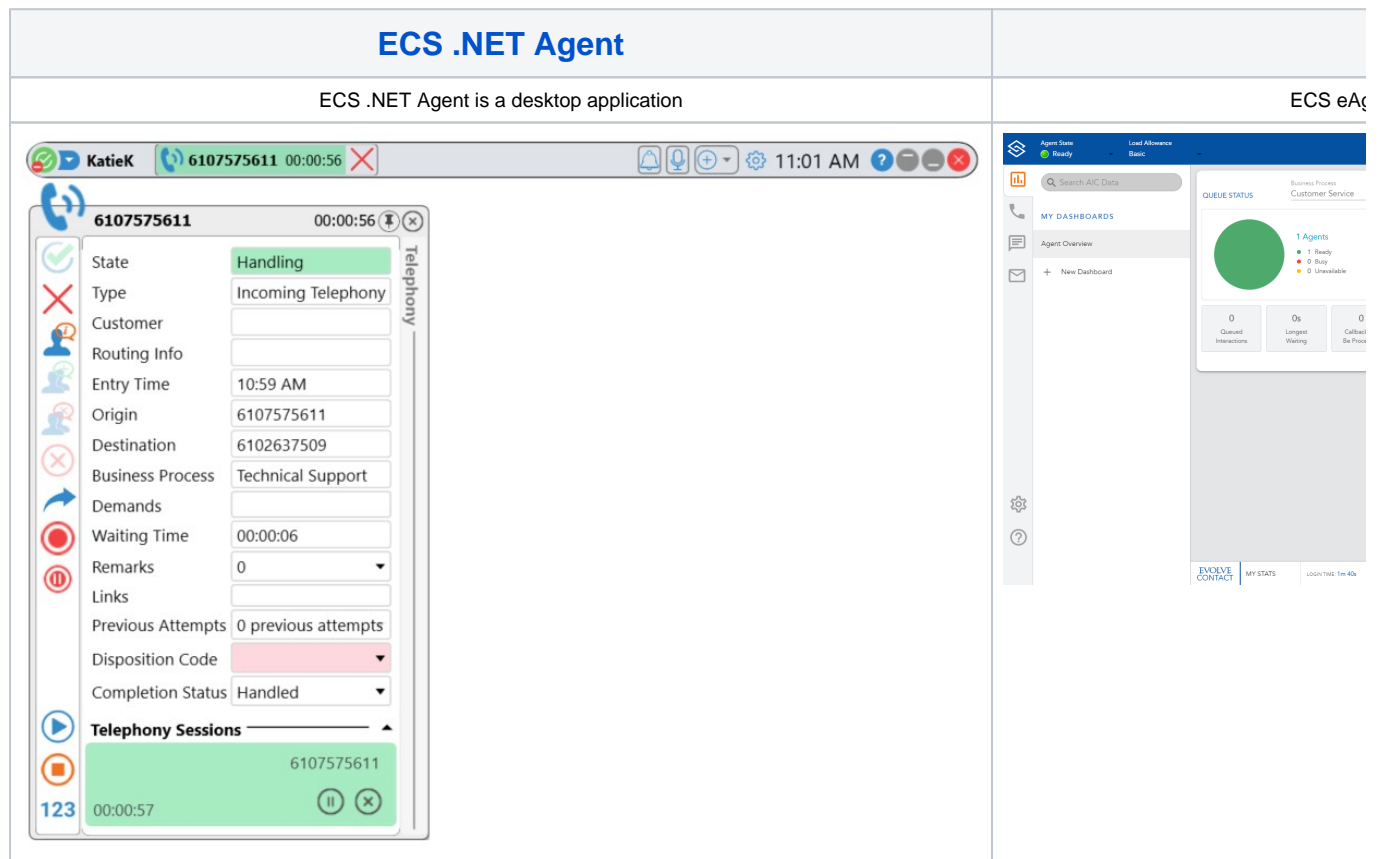 ECS .NET Agent
ECS .NET Agent is a desktop application
KatieK 6107575611 00:00:56 11:01 AM
6107575611 00:00:56
Telephony
State Handling
Type Incoming Telephony
Customer
Routing Info
Entry Time 10:59 AM
Origin 6107575611
Destination 6102637509
Business Process Technical Support
Demands
Waiting Time 00:00:06
Remarks 0
Links
Previous Attempts 0 previous attempts
Disposition Code
Completion Status Handled
Telephony Sessions
6107575611
00:00:57
123
ECS eAg
Agent State Load Allowance
Ready Basic
Search AIC Data
MY DASHBOARDS
Agent Overview
+ New Dashboard
Business Process
QUEUE STATUS Customer Service
1 Agents
1 Ready
0 Busy
0 Unavailable
0 0s 0
Queued Longest Callbac
Interactions Waiting Be Proce
EVOLVE
CONTACT MY STATS LOGIN TIME: 1m 40s